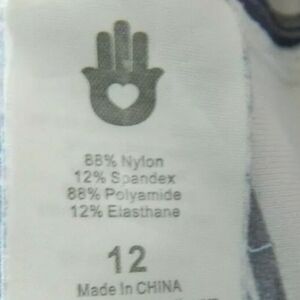 88% Nylon
12% Spandex
88% Polyamide
12% Elasthane
12
Made In CHINA